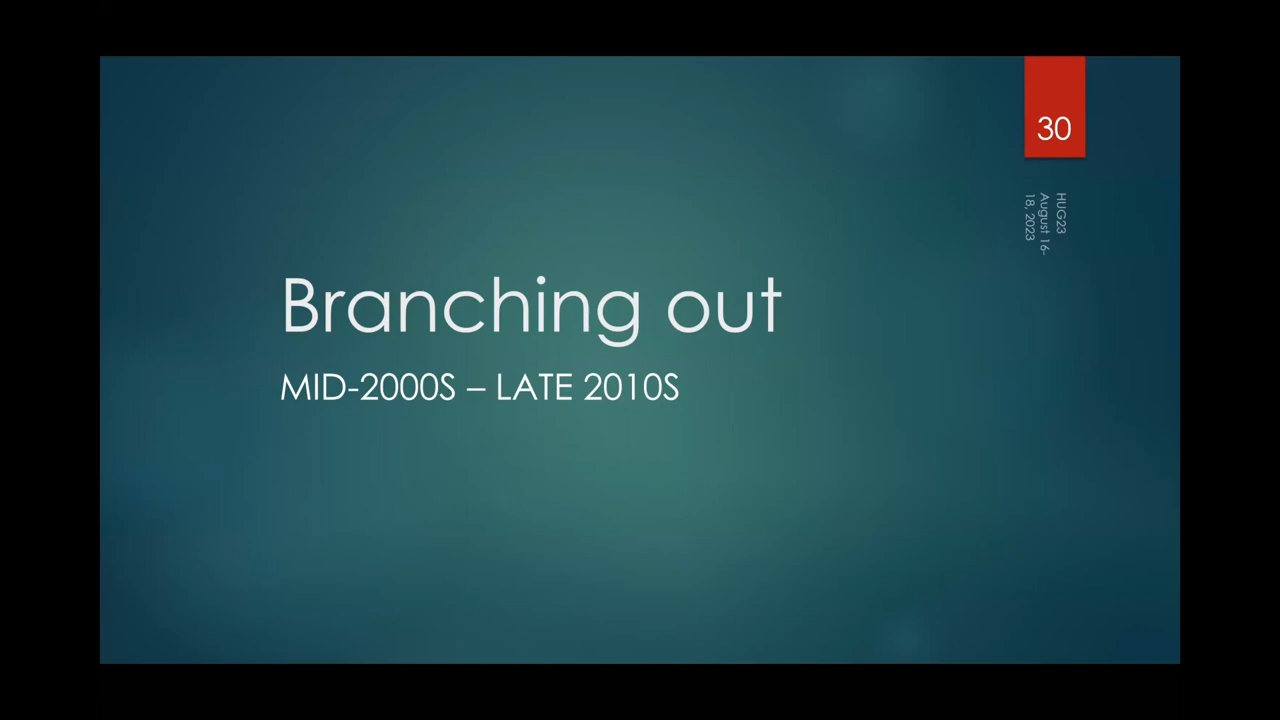 30
HUG23
August 16-
18, 2023
Branching out
MID-2000S – LATE 2010S